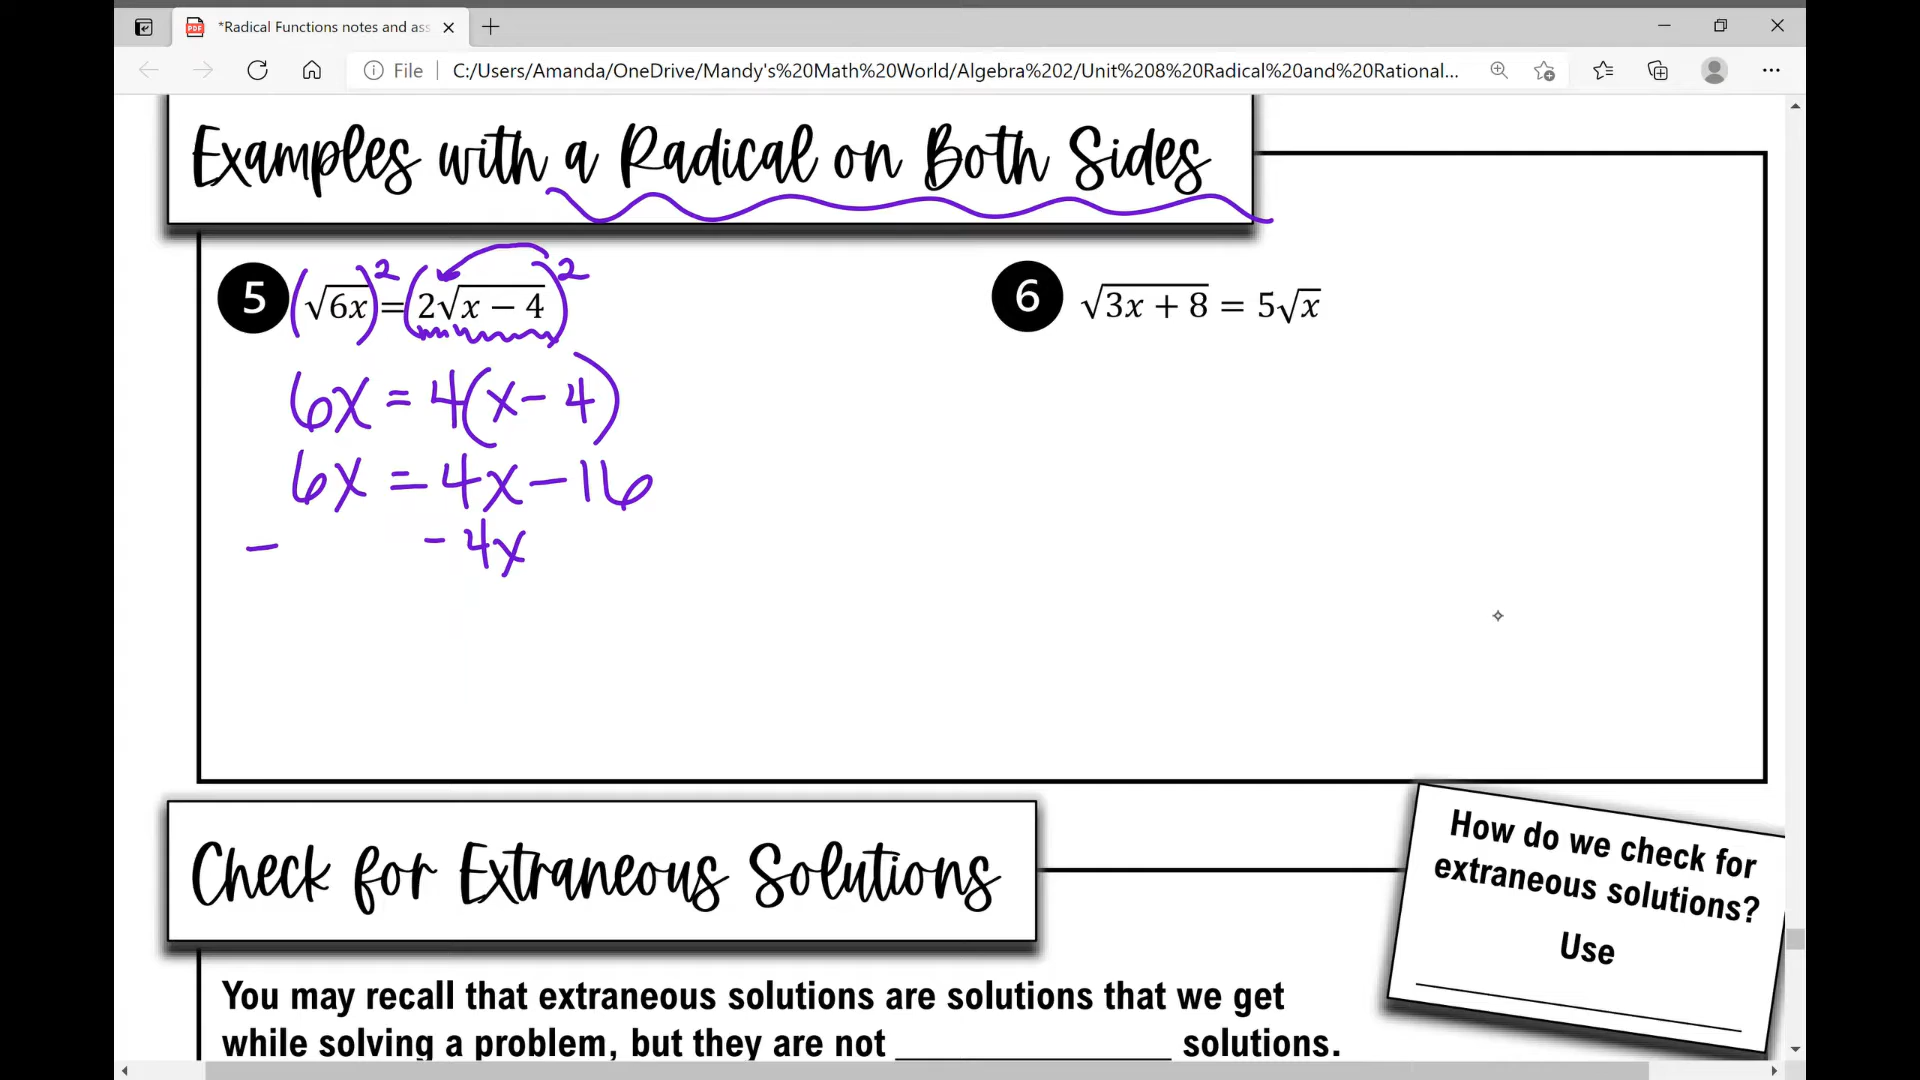 *Radical Functions notes and ass
File C:/Users/Amanda/OneDrive/Mandy's%20Math%20World/Algebra%202/Unit%208%20Radical%20and%20Rational...
Examples with a Radical on Both Sides
5 (√6x)² = (2√x − 4)²
6x = 4(x - 4)
6x = 4x - 16
- - 4x
6 √3x + 8 = 5√x
Check for Extraneous Solutions
How do we check for
extraneous solutions?
Use
You may recall that extraneous solutions are solutions that we get
while solving a problem, but they are not ______________ solutions.